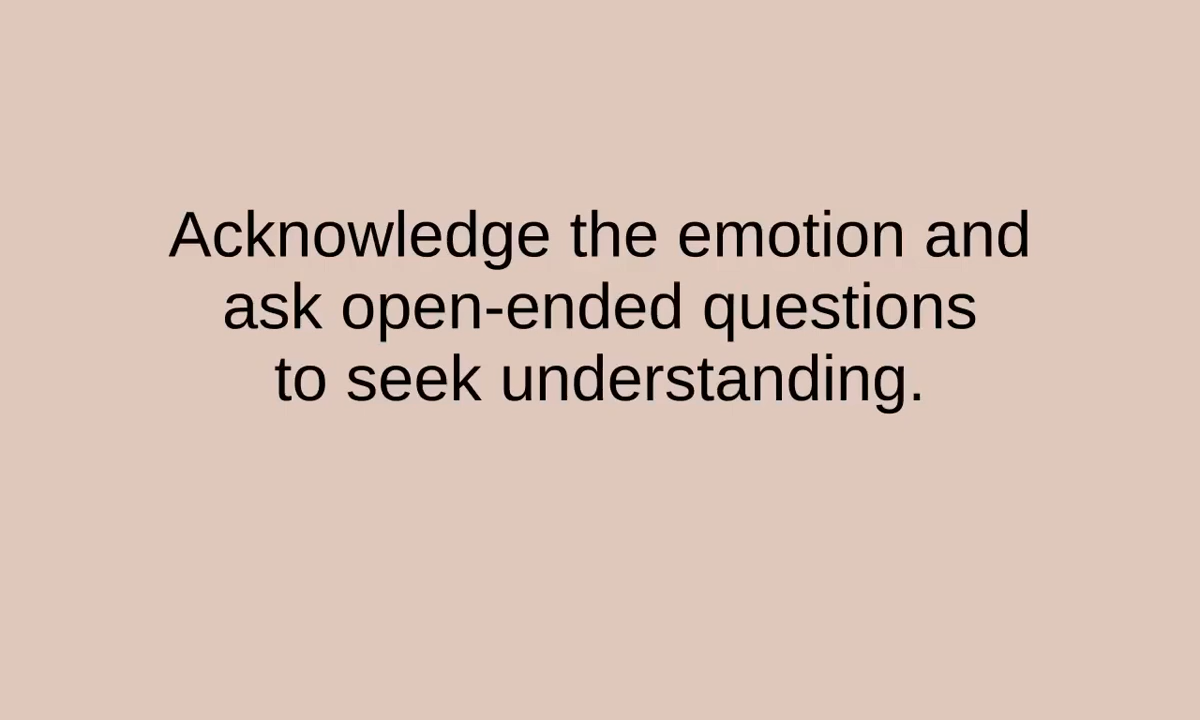 Acknowledge the emotion and
ask open-ended questions
to seek understanding.